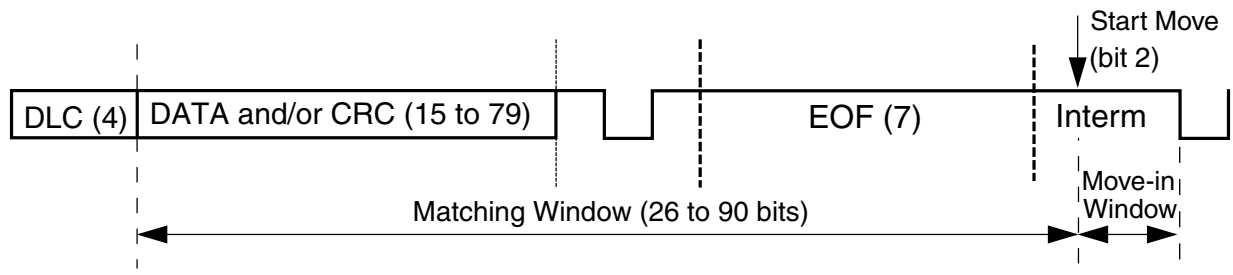 Start Move
(bit 2)
DLC (4)
DATA and/or CRC (15 to 79)
EOF (7)
Interm
Matching Window (26 to 90 bits)
Move-in
Window